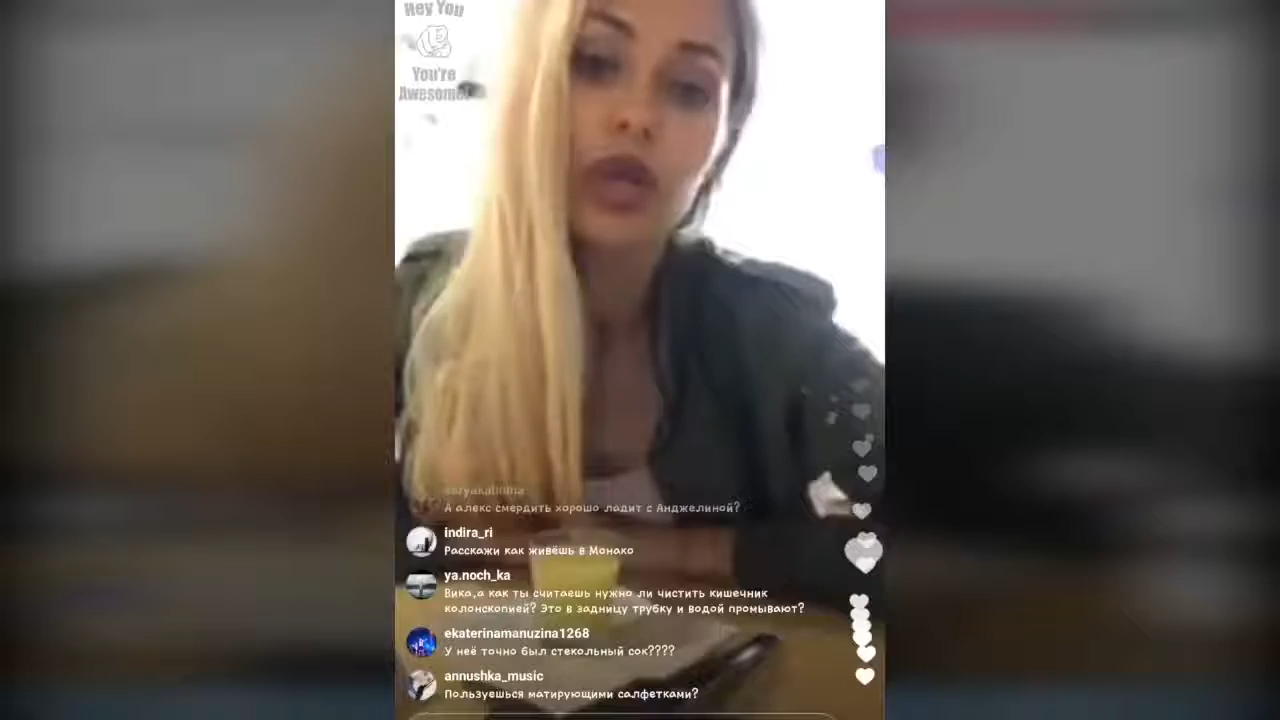 Hey You
You're
Awesome!
А алекс смердить хорошо ладит с Анджелиной?
indira_ri
Расскажи как живёшь в Монако
ya.noch_ka
Вика,а как ты считаешь нужно ли чистить кишечник
колонскопией? Это в задницу трубку и водой промывают?
ekaterinamanuzina1268
У неё точно был стекольный сок????
annushka_music
Пользуешься матирующими салфетками?